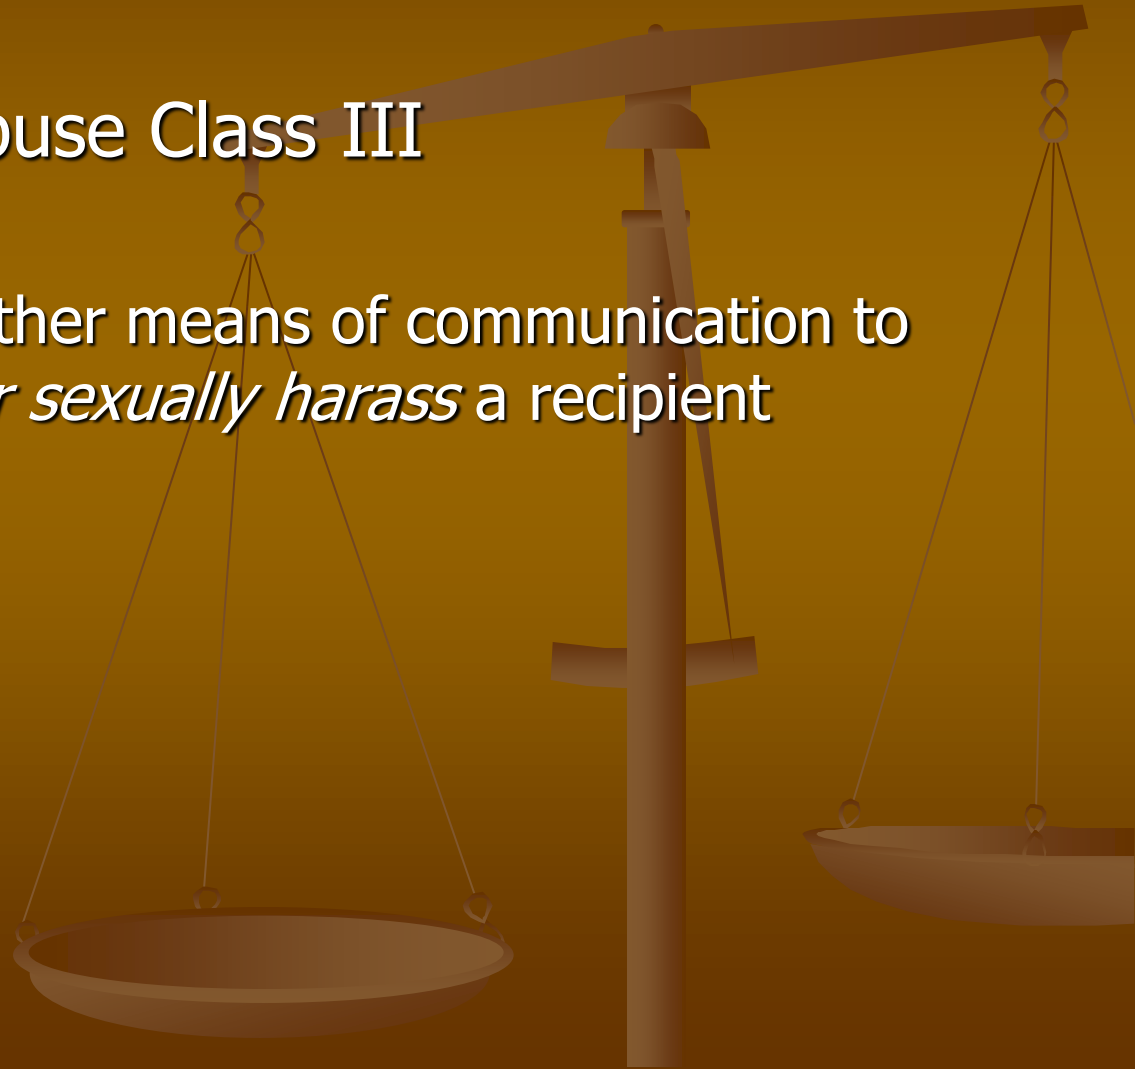 ouse Class III
ther means of communication to
r sexually harass a recipient